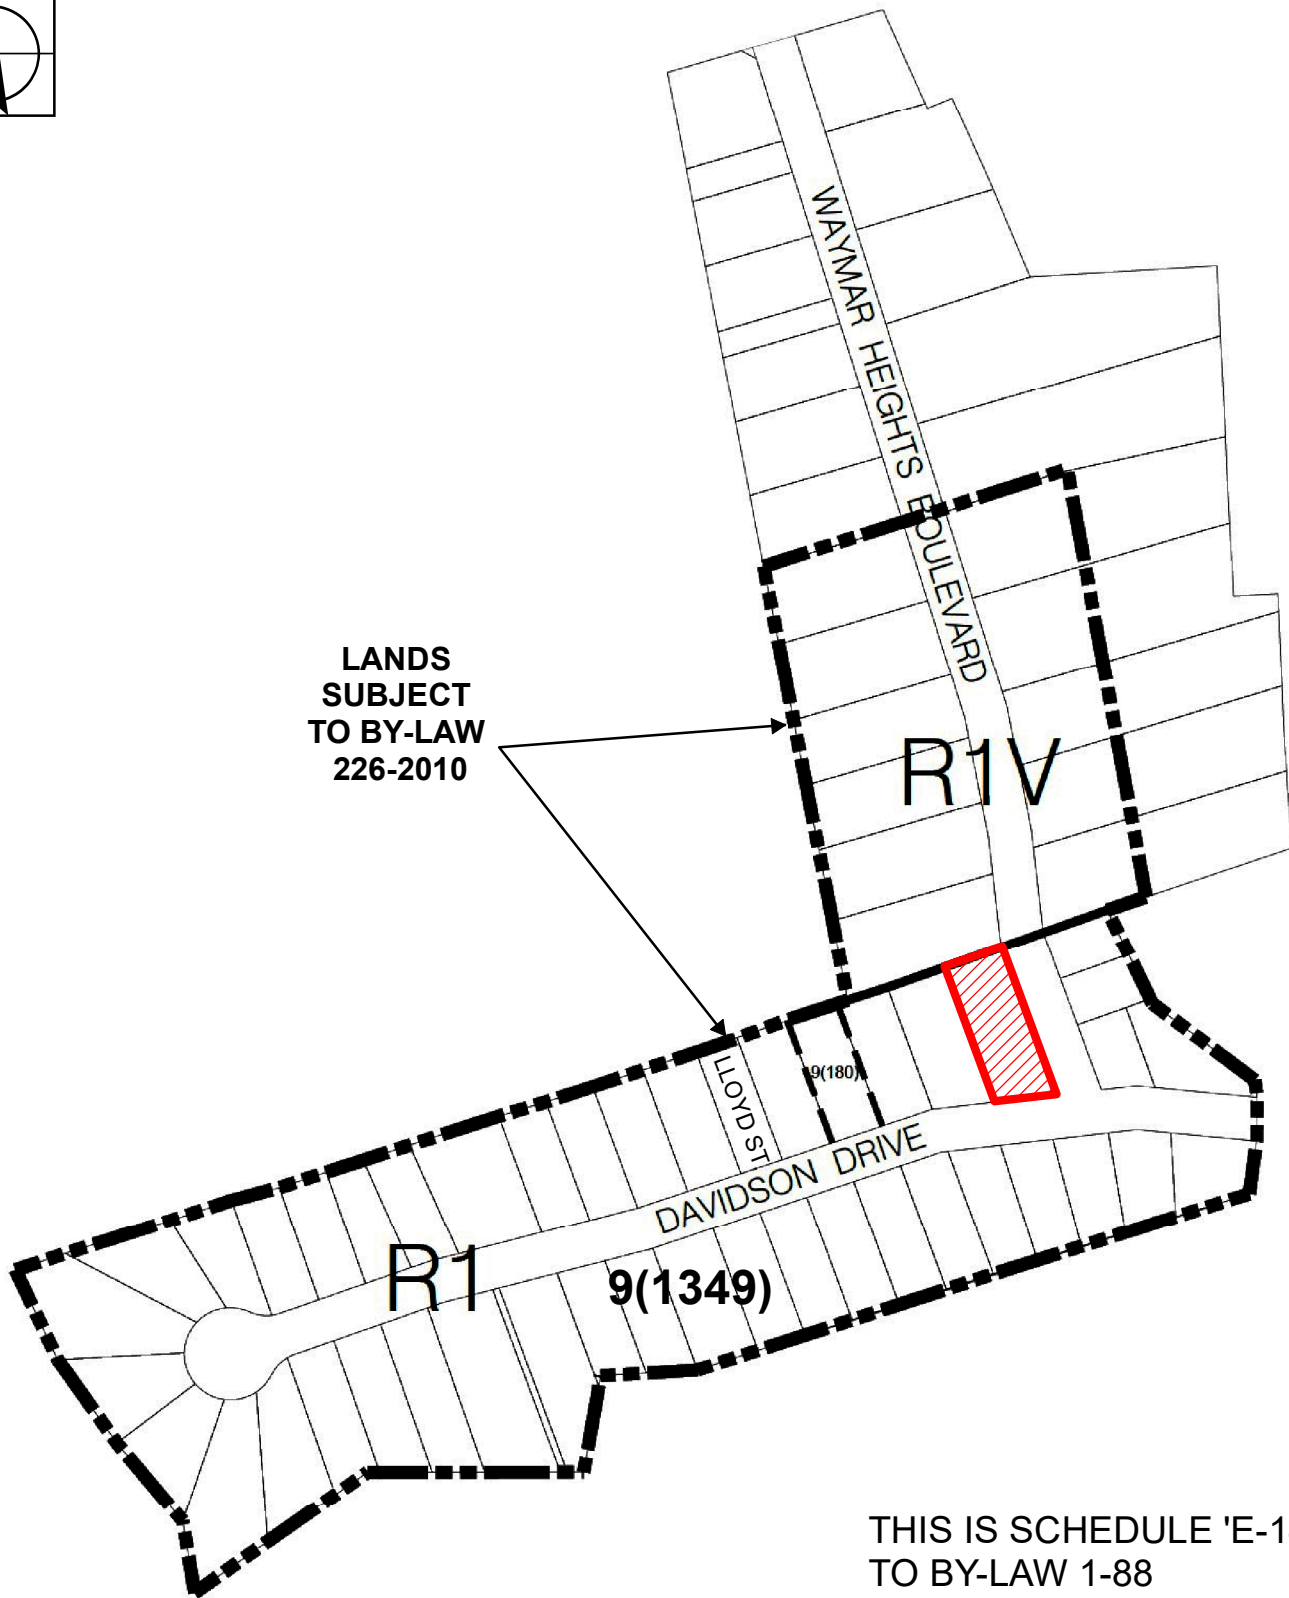 WAYMAR HEIGHTS BOULEVARD
LANDS
SUBJECT
TO BY-LAW
226-2010
R1V
9(180)
LLOYD ST
DAVIDSON DRIVE
R1
9(1349)
THIS IS SCHEDULE 'E-1
TO BY-LAW 1-88